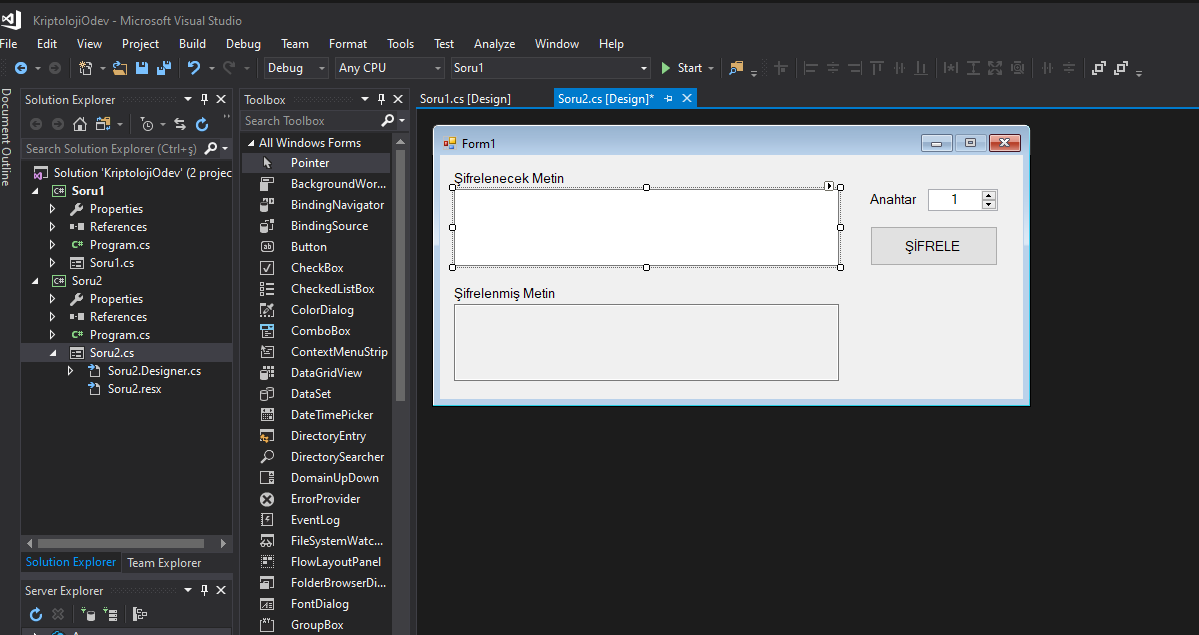 KriptolojiOdev - Microsoft Visual Studio
File Edit View Project Build Debug Team Format Tools Test Analyze Window Help
Debug Any CPU Soru1 Start
Document Outline
Solution Explorer
Search Solution Explorer (Ctrl+ş)
Solution 'KriptolojiOdev' (2 projec
Soru1
Properties
References
C# Program.cs
Soru1.cs
Soru2
Properties
References
C# Program.cs
Soru2.cs
Soru2.Designer.cs
Soru2.resx
Solution Explorer Team Explorer
Server Explorer
Toolbox
Search Toolbox
All Windows Forms
Pointer
BackgroundWor...
BindingNavigator
BindingSource
Button
CheckBox
CheckedListBox
ColorDialog
ComboBox
ContextMenuStrip
DataGridView
DataSet
DateTimePicker
DirectoryEntry
DirectorySearcher
DomainUpDown
ErrorProvider
EventLog
FileSystemWatc...
FlowLayoutPanel
FolderBrowserDi...
FontDialog
GroupBox
Soru1.cs [Design] Soru2.cs [Design]*
Form1
Şifrelenecek Metin
Anahtar 1
ŞİFRELE
Şifrelenmiş Metin